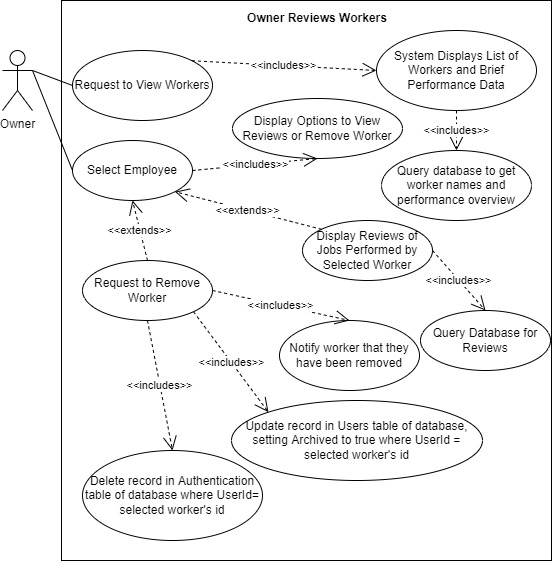 Owner Reviews Workers
Owner
Request to View Workers
<<includes>>
System Displays List of
Workers and Brief
Performance Data
Display Options to View
Reviews or Remove Worker
<<includes>>
Select Employee
<<includes>>
Query database to get
worker names and
performance overview
<<extends>>
<<extends>>
Display Reviews of
Jobs Performed by
Selected Worker
Request to Remove
Worker
<<includes>>
<<includes>>
Query Database for
Reviews
Notify worker that they
have been removed
<<includes>>
<<includes>>
Update record in Users table of database,
setting Archived to true where UserId =
selected worker's id
Delete record in Authentication
table of database where UserId=
selected worker's id